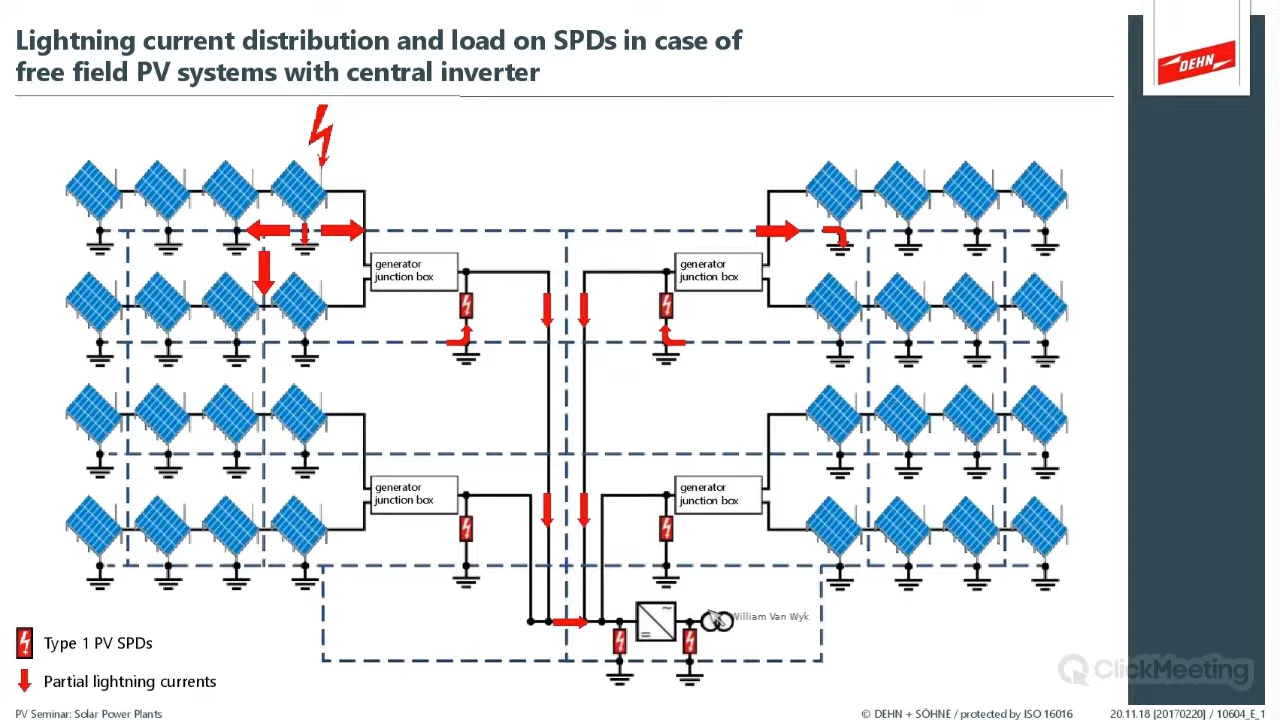 Lightning current distribution and load on SPDs in case of
free field PV systems with central inverter
DEHN
generator
junction box
generator
junction box
generator
junction box
generator
junction box
William Van Wyk
Type 1 PV SPDs
Partial lightning currents
ClickMeeting
PV Seminar: Solar Power Plants
© DEHN + SÖHNE / protected by ISO 16016
20.11.18 [20170220] / 10604_E_1